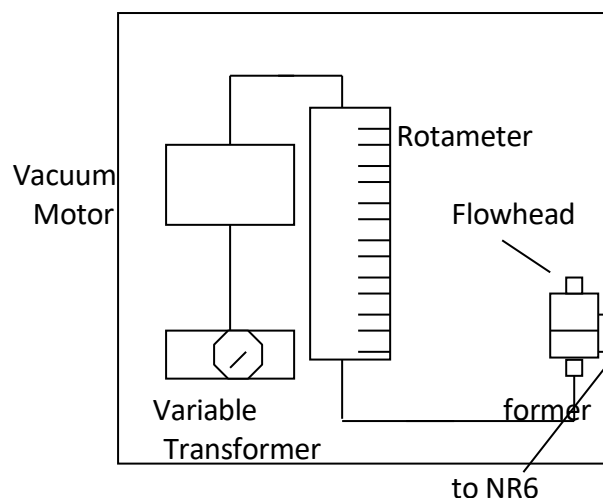 Rotameter
Vacuum
Motor
Flowhead
Variable
Transformer
former
to NR6